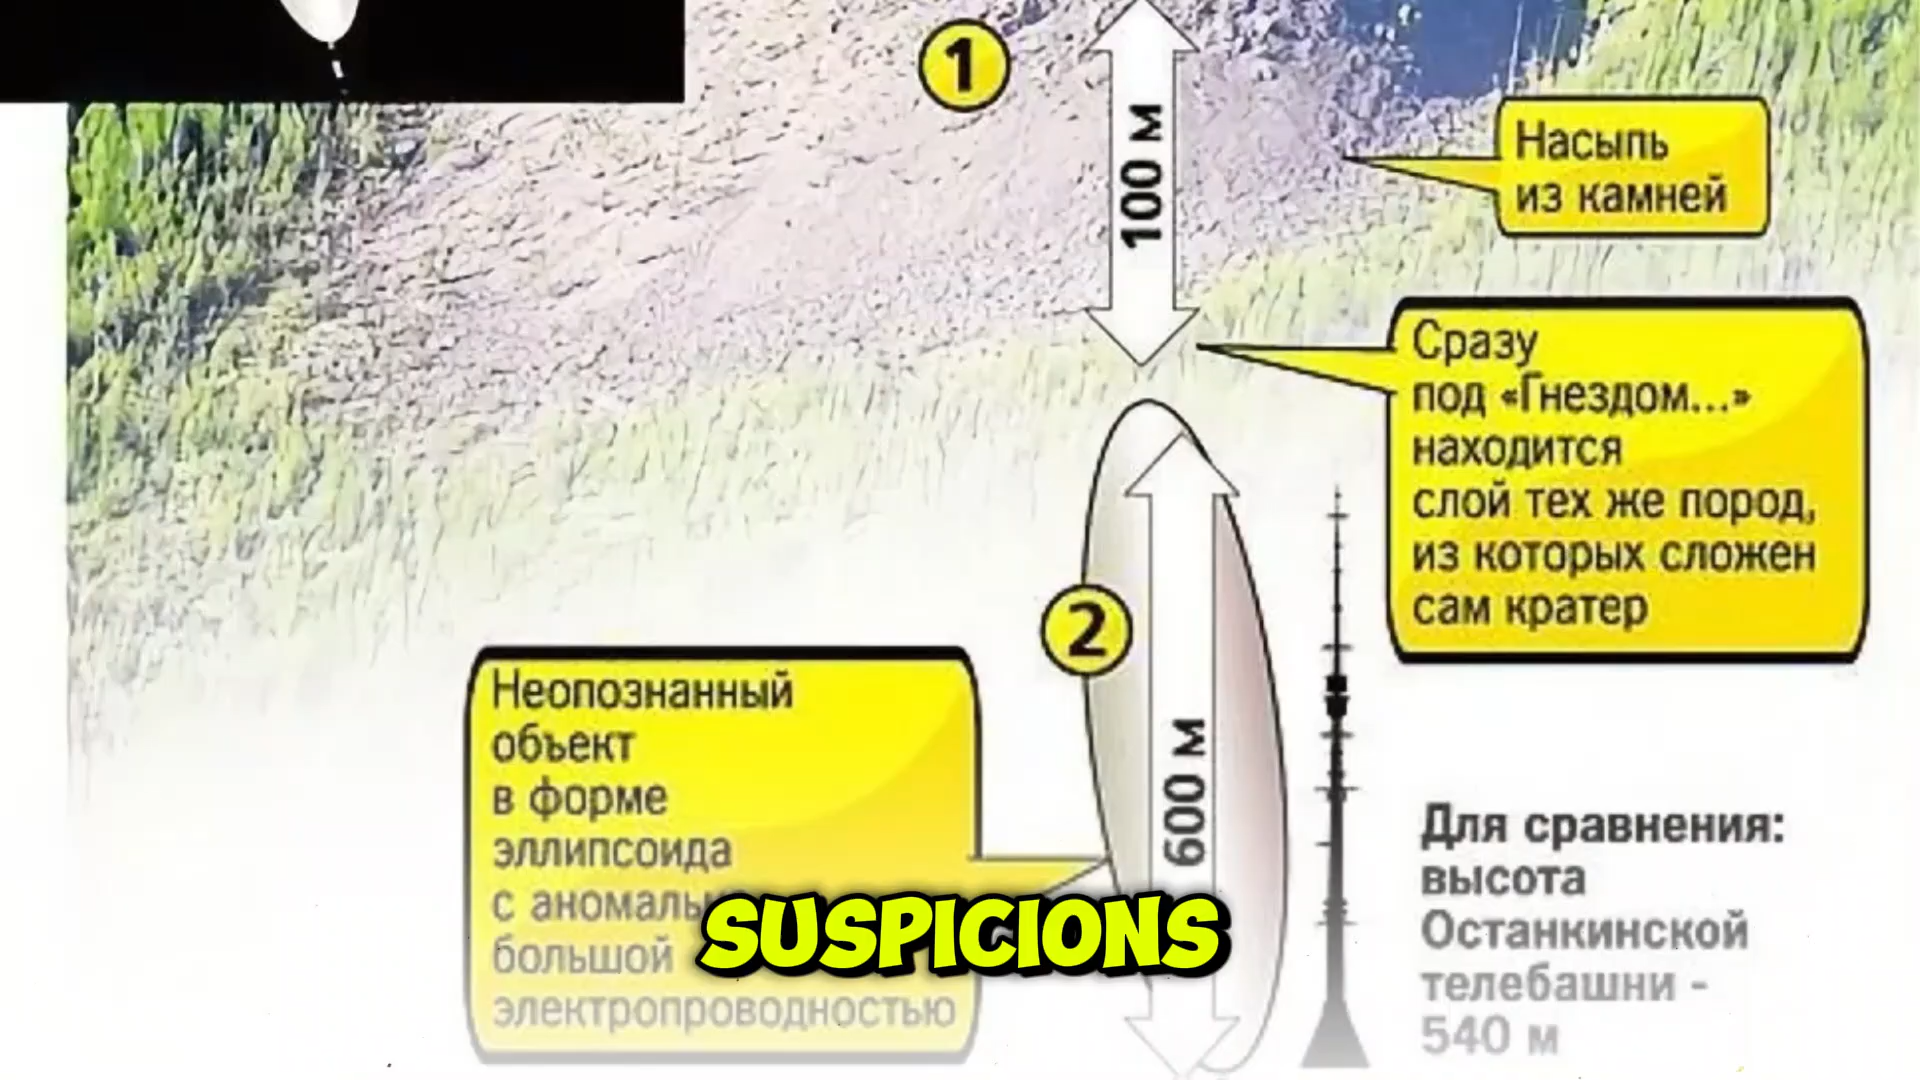 1
100 м
Насыпь
из камней
Сразу
под «Гнездом...»
находится
слой тех же пород,
из которых сложен
сам кратер
2
600 м
Неопознанный
объект
в форме
эллипсоида
с аномаль
большой
электропроводностью
SUSPICIONS
Для сравнения:
высота
Останкинской
телебашни -
540 м